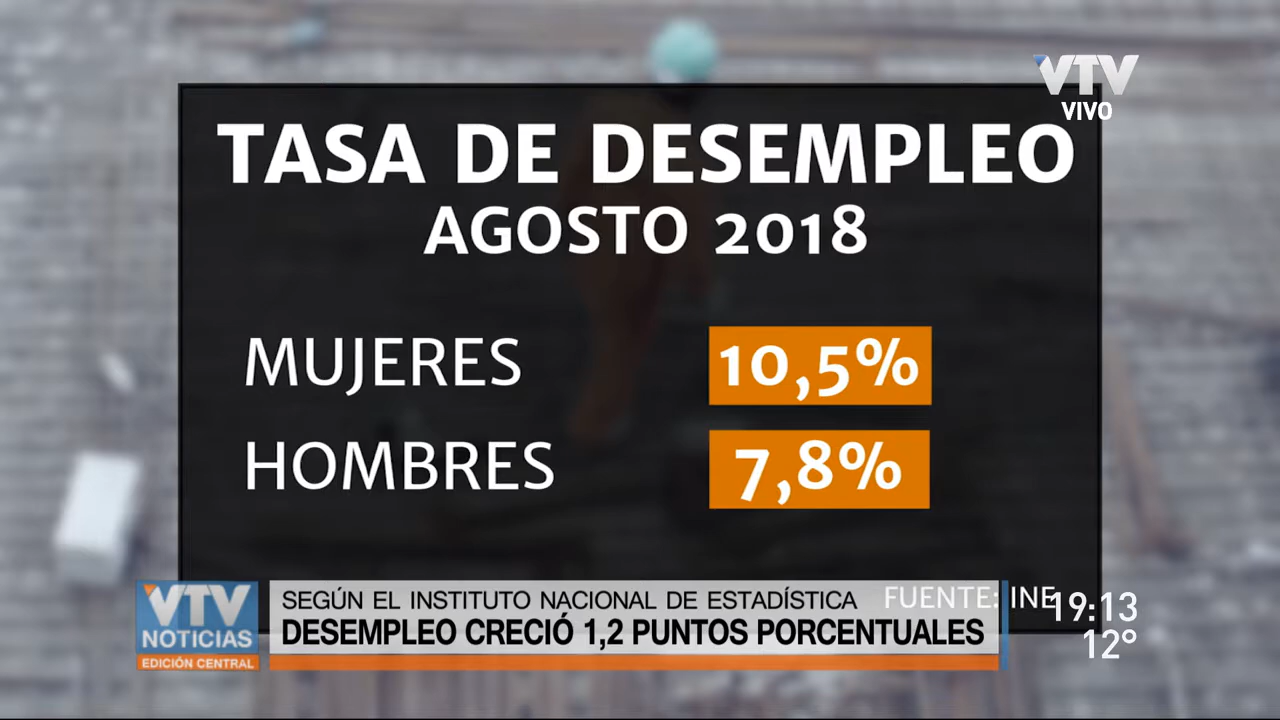 VTV
VIVO
TASA DE DESEMPLEO
AGOSTO 2018
MUJERES 10,5%
HOMBRES 7,8%
FUENTE: INE
VTV
NOTICIAS
EDICIÓN CENTRAL
SEGÚN EL INSTITUTO NACIONAL DE ESTADÍSTICA
DESEMPLEO CRECIÓ 1,2 PUNTOS PORCENTUALES
19:13
12°